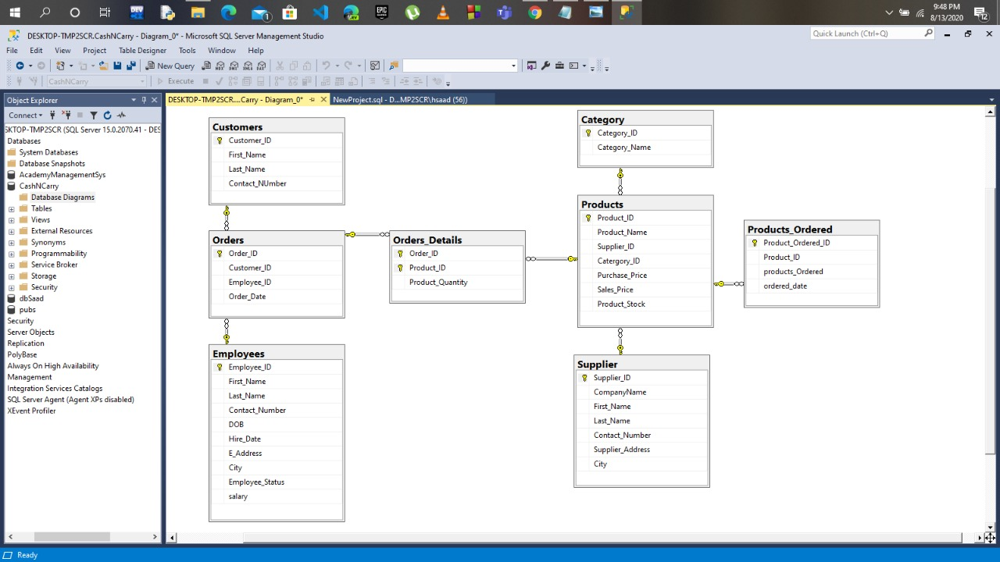 9:48 PM
8/13/2020
12
DESKTOP-TMP2SCR.CashNCarry - Diagram_0* - Microsoft SQL Server Management Studio
Quick Launch (Ctrl+Q)
File Edit View Project Table Designer Tools Window Help
New Query
CashNCarry Execute
Object Explorer
DESKTOP-TMP2SCR....Carry - Diagram_0* NewProject.sql - D...MP2SCR\hsaad (56))
Connect
SKTOP-TMP2SCR (SQL Server 15.0.2070.41 - DES
Databases
System Databases
Database Snapshots
AcademyManagementSys
CashNCarry
Database Diagrams
Tables
Views
External Resources
Synonyms
Programmability
Service Broker
Storage
Security
dbSaad
pubs
Security
Server Objects
Replication
PolyBase
Always On High Availability
Management
Integration Services Catalogs
SQL Server Agent (Agent XPs disabled)
XEvent Profiler
Customers
Customer_ID
First_Name
Last_Name
Contact_NUmber
Orders
Order_ID
Customer_ID
Employee_ID
Order_Date
Employees
Employee_ID
First_Name
Last_Name
Contact_Number
DOB
Hire_Date
E_Address
City
Employee_Status
salary
Orders_Details
Order_ID
Product_ID
Product_Quantity
Category
Category_ID
Category_Name
Products
Product_ID
Product_Name
Supplier_ID
Catergory_ID
Purchase_Price
Sales_Price
Product_Stock
Supplier
Supplier_ID
CompanyName
First_Name
Last_Name
Contact_Number
Supplier_Address
City
Products_Ordered
Product_Ordered_ID
Product_ID
products_Ordered
ordered_date
Ready